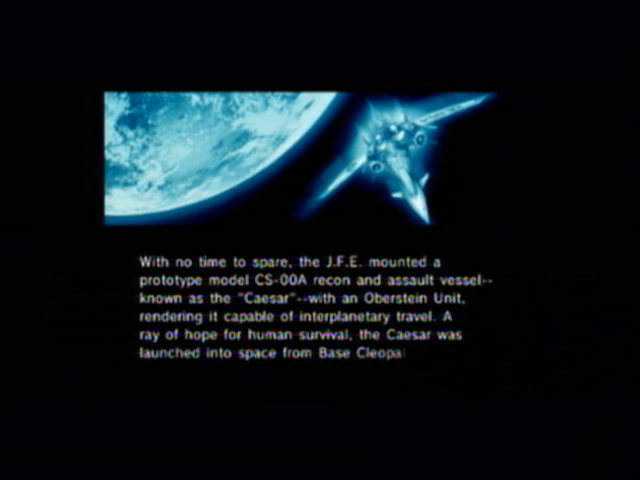 With no time to spare, the J.F.E. mounted a
prototype model CS-00A recon and assault vessel--
known as the "Caesar"--with an Oberstein Unit,
rendering it capable of interplanetary travel. A
ray of hope for human survival, the Caesar was
launched into space from Base Cleopa